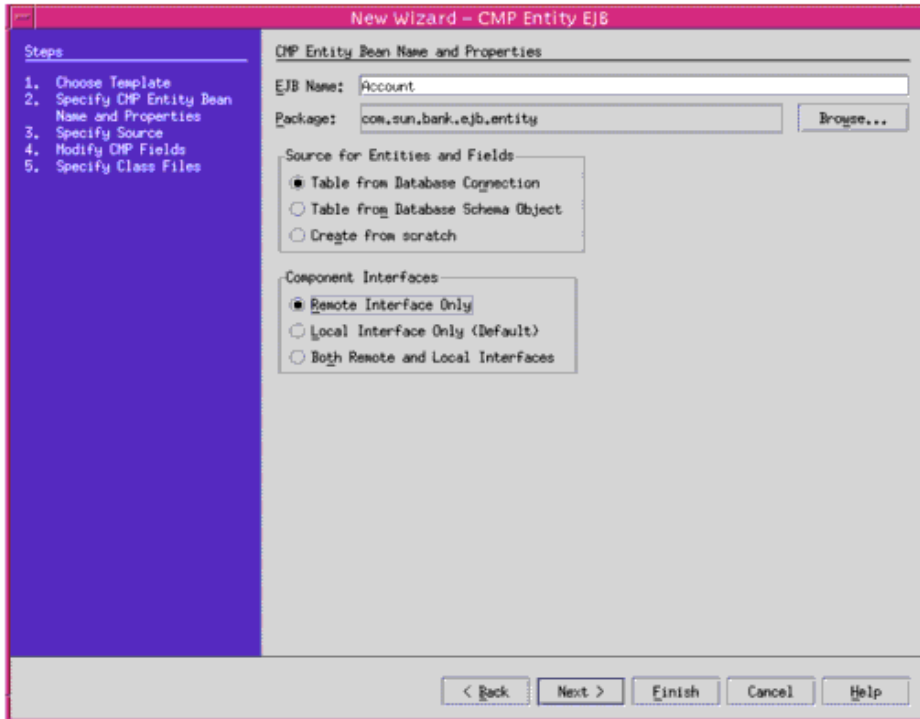 New Wizard – CMP Entity EJB
Steps
1. Choose Template
2. Specify CMP Entity Bean
Name and Properties
3. Specify Source
4. Modify CMP Fields
5. Specify Class Files
CMP Entity Bean Name and Properties
EJB Name: Account
Package: com.sun.bank.ejb.entity Browse...
Source for Entities and Fields
Table from Database Connection
Table from Database Schema Object
Create from scratch
Component Interfaces
Remote Interface Only
Local Interface Only (Default)
Both Remote and Local Interfaces
< Back Next > Finish Cancel Help